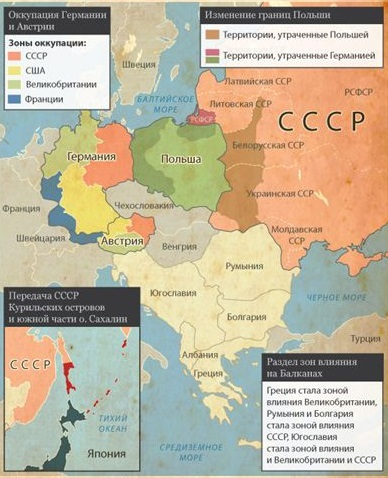 Оккупация Германии
и Австрии
Зоны оккупации:
СССР
США
Великобритании
Франции
Изменение границ Польши
Территории, утраченные Польшей
Территории, утраченные Германией
Швеция
БАЛТИЙСКОЕ
МОРЕ
Латвийская ССР
Литовская ССР
РСФСР
РСФСР
СССР
Германия
Польша
Белорусская ССР
Украинская ССР
Франция
Чехословакия
Швейцария
Австрия
Венгрия
Молдавская
ССР
Румыния
Югославия
ЧЕРНОЕ МОРЕ
Болгария
Албания
Греция
Турция
СРЕДИЗЕМНОЕ
МОРЕ
Передача СССР
Курильских островов
и южной части о. Сахалин
СССР
ТИХИЙ
ОКЕАН
Япония
Раздел зон влияния
на Балканах
Греция стала зоной
влияния Великобритании,
Румыния и Болгария
стала зоной влияния
СССР, Югославия
стала зоной влияния
и Великобритании и СССР